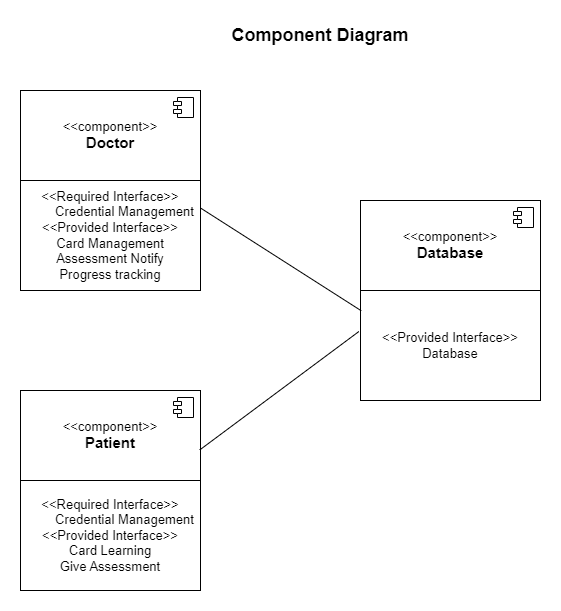 Component Diagram
<<component>>
Doctor
<<Required Interface>>
Credential Management
<<Provided Interface>>
Card Management
Assessment Notify
Progress tracking
<<component>>
Database
<<Provided Interface>>
Database
<<component>>
Patient
<<Required Interface>>
Credential Management
<<Provided Interface>>
Card Learning
Give Assessment